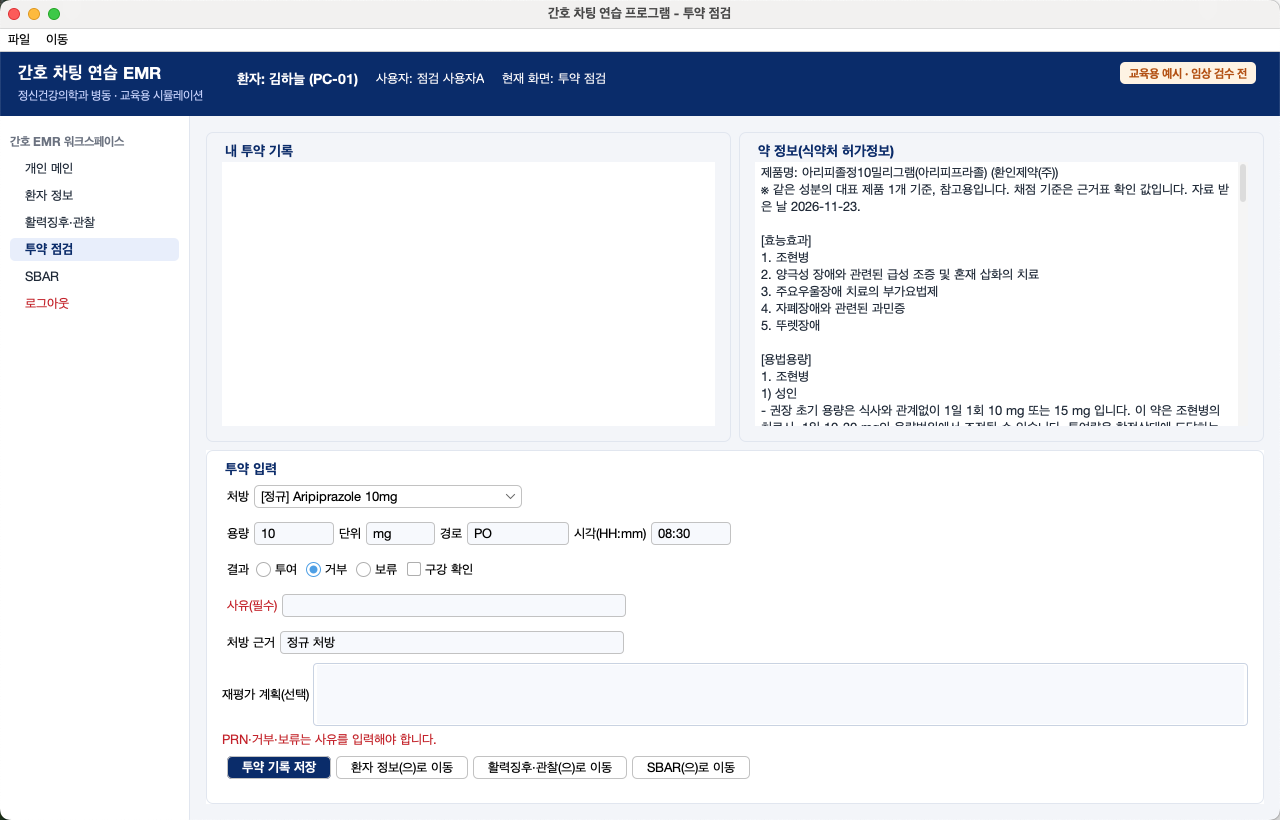 간호 차팅 연습 프로그램 - 투약 점검
파일 이동
간호 차팅 연습 EMR
정신건강의학과 병동 · 교육용 시뮬레이션
환자: 김하늘 (PC-01) 사용자: 점검 사용자A 현재 화면: 투약 점검
교육용 예시 · 임상 검수 전
간호 EMR 워크스페이스
개인 메인
환자 정보
활력징후·관찰
투약 점검
SBAR
로그아웃
내 투약 기록
약 정보(식약처 허가정보)
제품명: 아리피졸정10밀리그램(아리피프라졸) (환인제약(주))
※ 같은 성분의 대표 제품 1개 기준, 참고용입니다. 채점 기준은 근거표 확인 값입니다. 자료 받
은 날 2026-11-23.
[효능효과]
1. 조현병
2. 양극성 장애와 관련된 급성 조증 및 혼재 삽화의 치료
3. 주요우울장애 치료의 부가요법제
4. 자폐장애와 관련된 과민증
5. 뚜렛장애
[용법용량]
1. 조현병
1) 성인
- 권장 초기 용량은 식사와 관계없이 1일 1회 10 mg 또는 15 mg 입니다. 이 약은 조현병의
투약 입력
처방 [정규] Aripiprazole 10mg
용량 10 단위 mg 경로 PO 시각(HH:mm) 08:30
결과 투여 거부 보류 구강 확인
사유(필수)
처방 근거 정규 처방
재평가 계획(선택)
PRN·거부·보류는 사유를 입력해야 합니다.
투약 기록 저장 환자 정보(으)로 이동 활력징후·관찰(으)로 이동 SBAR(으)로 이동